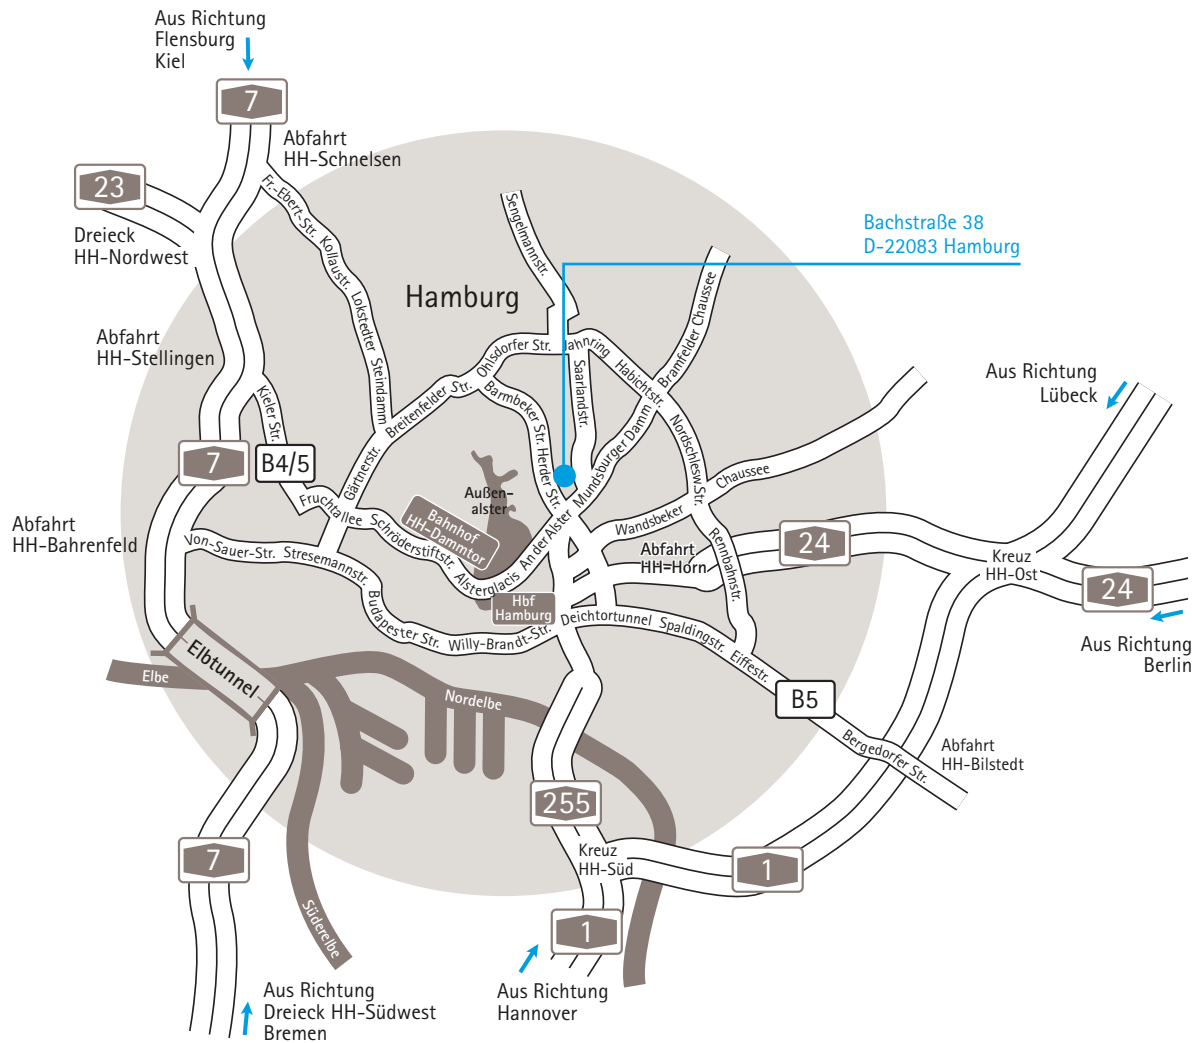 Aus Richtung
Flensburg
Kiel
7
Abfahrt
HH-Schnelsen
23
Dreieck
HH-Nordwest
Fr.-Ebert-Str.
Kollaustr.
Lokstedter Steindamm
Sengelmannstr.
Bachstraße 38
D-22083 Hamburg
Hamburg
Abfahrt
HH-Stellingen
Ohlsdorfer Str.
Jahnring
Habichtstr.
Saarlandstr.
Bramfelder Chaussee
Aus Richtung
Lübeck
Kieler Str.
Breitenfelder Str.
Barmbeker Str.
Herder Str.
Mundsburger Damm
Nordschlesw.Str.
7
B4/5
Gärtnerstr.
Außen-
alster
Wandsbeker
Chaussee
Abfahrt
HH-Bahrenfeld
Fruchtallee
Schröderstiftstr.
Bahnhof
HH-Dammtor
Alsterglacis
An der Alster
Abfahrt
HH-Horn
Rennbahnstr.
24
Kreuz
HH-Ost
24
Von-Sauer-Str.
Stresemannstr.
Hbf
Hamburg
Budapester Str.
Willy-Brandt-Str.
Deichtortunnel
Spaldingstr.
Eiffestr.
Aus Richtung
Berlin
Elbtunnel
Elbe
Nordelbe
B5
Bergedorfer Str.
Abfahrt
HH-Bilstedt
255
7
Kreuz
HH-Süd
1
Süderelbe
1
Aus Richtung
Dreieck HH-Südwest
Bremen
Aus Richtung
Hannover